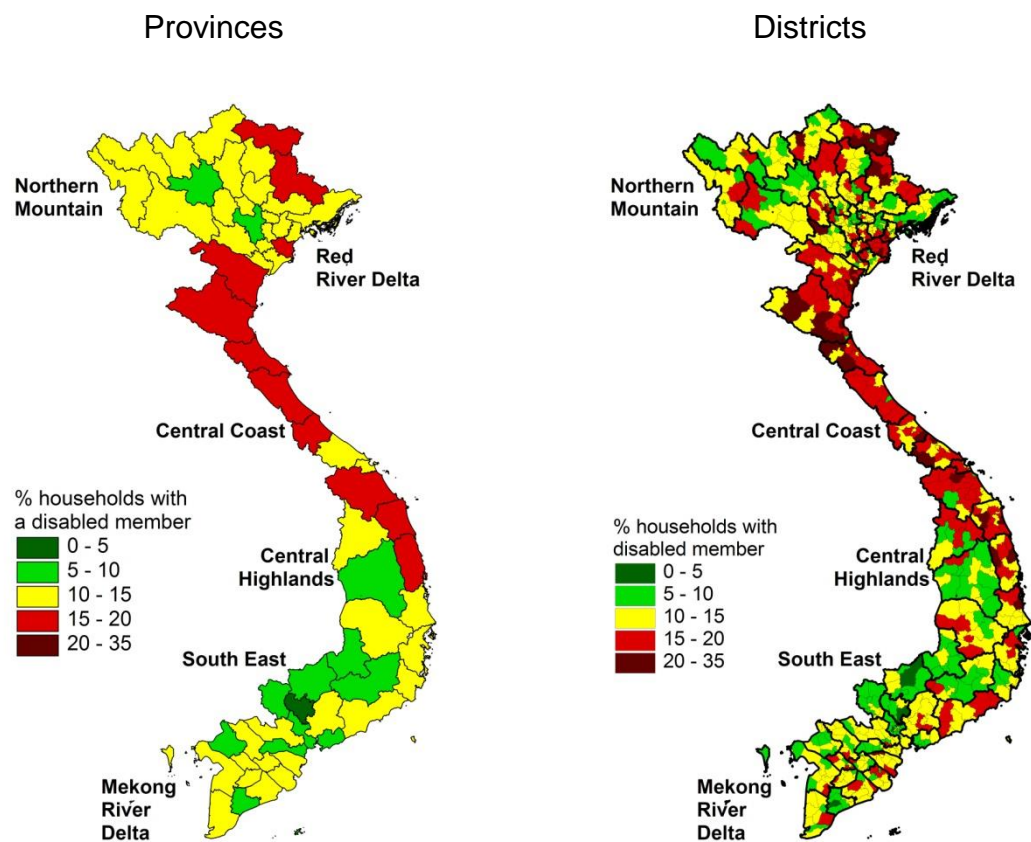 Provinces
Northern
Mountain
Reḍ
River Delta
Central Coast
% households with
a disabled member
0 - 5
5 - 10
10 - 15
15 - 20
20 - 35
Central
Highlands
South East
Mekong
River
Delta
Districts
Northern
Mountain
Reḍ
River Delta
Central Coast
% households with
disabled member
0 - 5
5 - 10
10 - 15
15 - 20
20 - 35
Central
Highlands
South East
Mekong
River
Delta